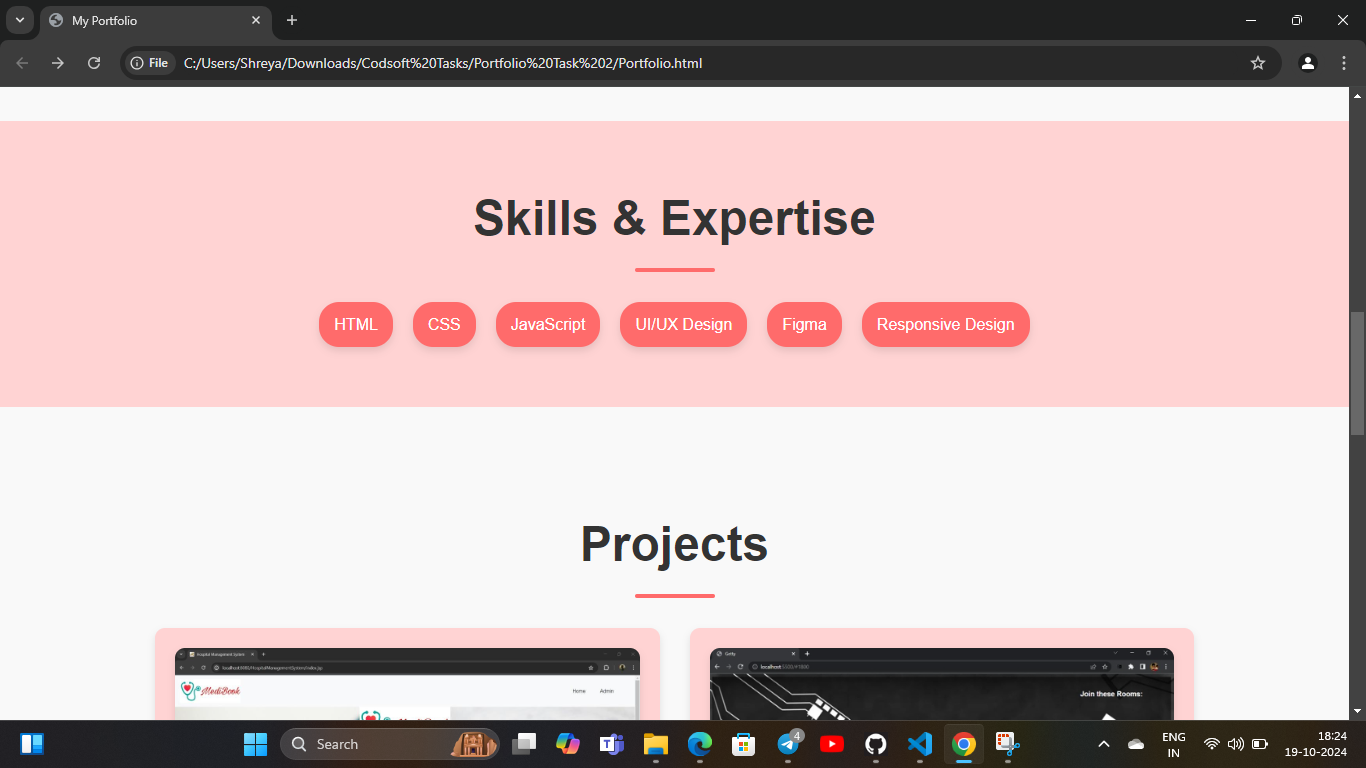 My Portfolio
File C:/Users/Shreya/Downloads/Codsoft%20Tasks/Portfolio%20Task%202/Portfolio.html
Skills & Expertise
HTML CSS JavaScript UI/UX Design Figma Responsive Design
Projects
Hospital Management System
localhost:8080/HospitalManagementSystem/index.jsp
MediBook Home Admin
localhost:5500/#1000
Join these Rooms:
Search
4
ENG
IN
18:24
19-10-2024